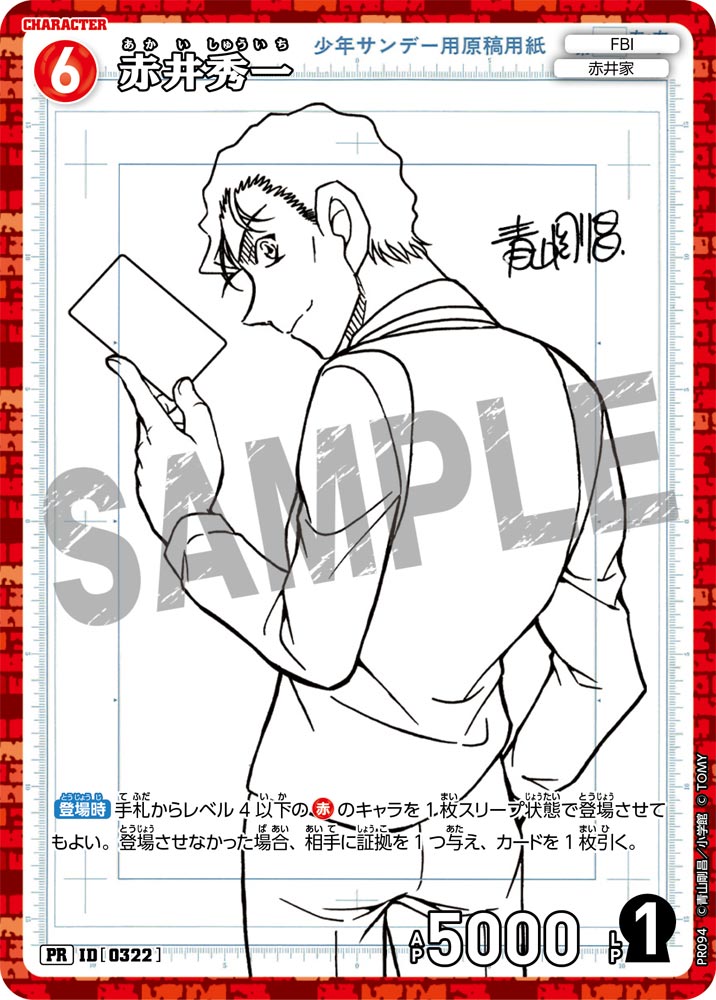 CHARACTER
6
あかいしゅういち
赤井秀一
少年サンデー用原稿用紙
FBI
赤井家
青山剛昌
SAMPLE
登場時 手札からレベル4以下の赤のキャラを1枚スリープ状態で登場させて
もよい。登場させなかった場合、相手に証拠を1つ与え、カードを1枚引く。
AP 5000 LP 1
PR ID[0322]
PR094 ©青山剛昌/小学館 ©TOMY